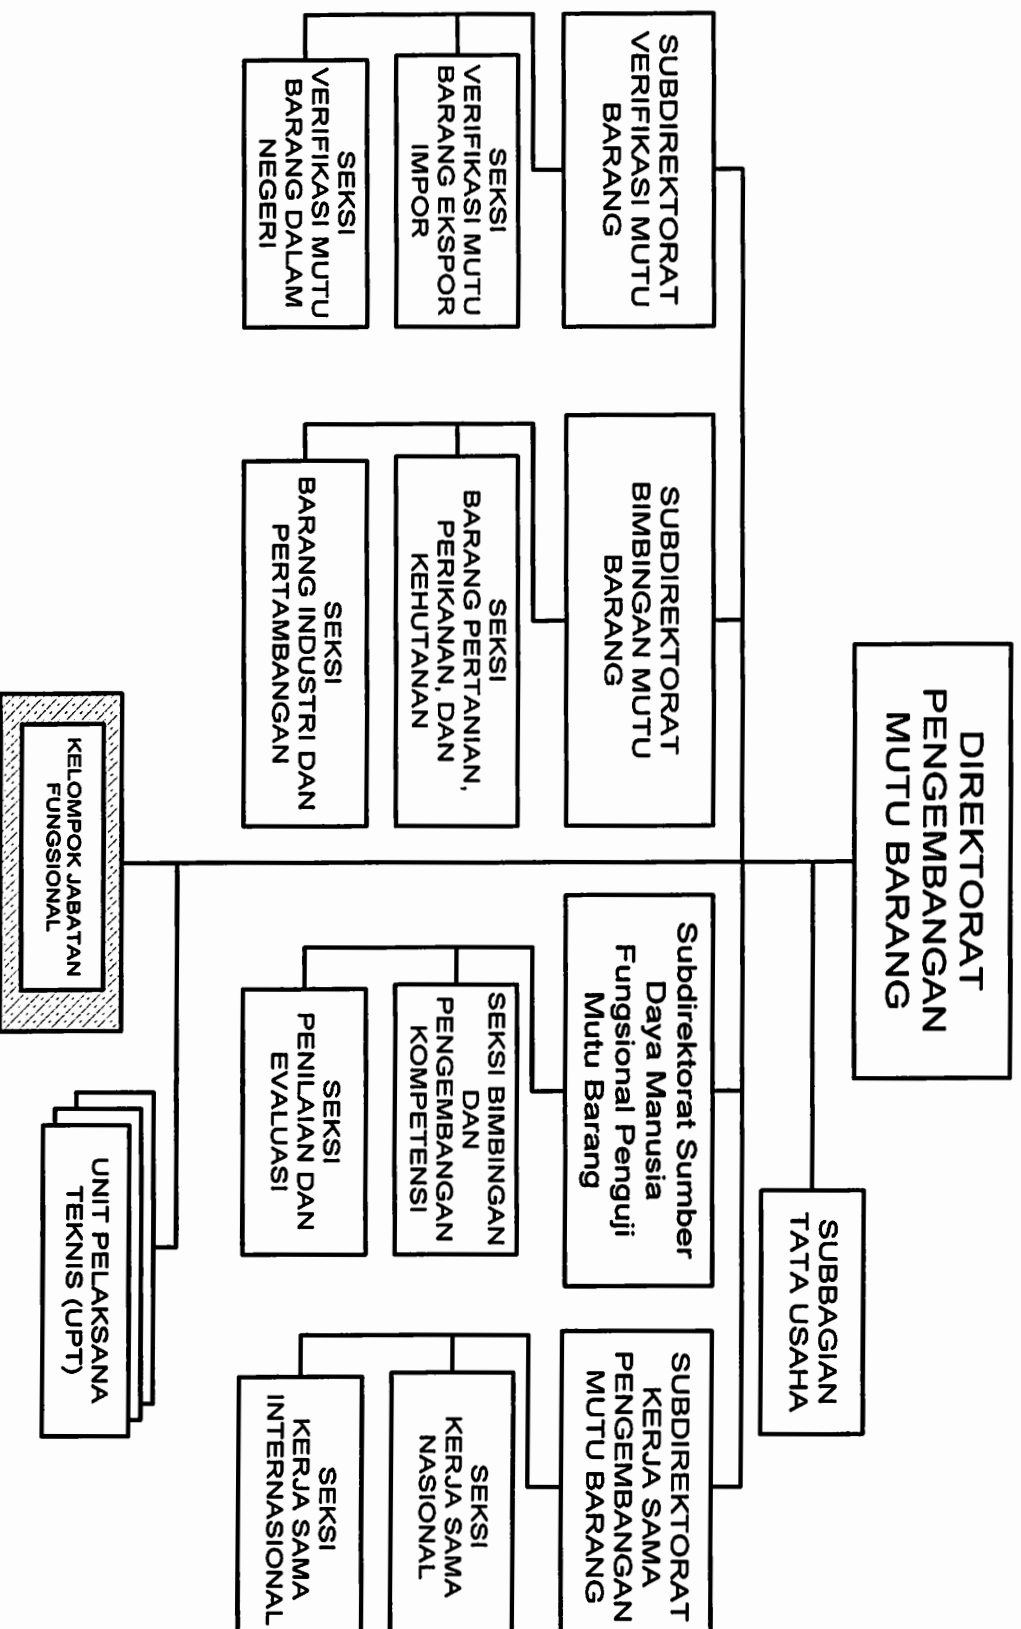 DIREKTORAT
PENGEMBANGAN
MUTU BARANG
SUBBAGIAN
TATA USAHA
SUBDIREKTORAT
VERIFIKASI MUTU
BARANG
SEKSI
VERIFIKASI MUTU
BARANG EKSPOR
IMPOR
SEKSI
VERIFIKASI MUTU
BARANG DALAM
NEGERI
SUBDIREKTORAT
BIMBINGAN MUTU
BARANG
SEKSI
BARANG PERTANIAN,
PERIKANAN, DAN
KEHUTANAN
SEKSI
BARANG INDUSTRI DAN
PERTAMBANGAN
Subdirektorat Sumber
Daya Manusia
Fungsional Penguji
Mutu Barang
SEKSI BIMBINGAN
DAN
PENGEMBANGAN
KOMPETENSI
SEKSI
PENILAIAN DAN
EVALUASI
SUBDIREKTORAT
KERJA SAMA
PENGEMBANGAN
MUTU BARANG
SEKSI
KERJA SAMA
NASIONAL
SEKSI
KERJA SAMA
INTERNASIONAL
KELOMPOK JABATAN
FUNGSIONAL
UNIT PELAKSANA
TEKNIS (UPT)